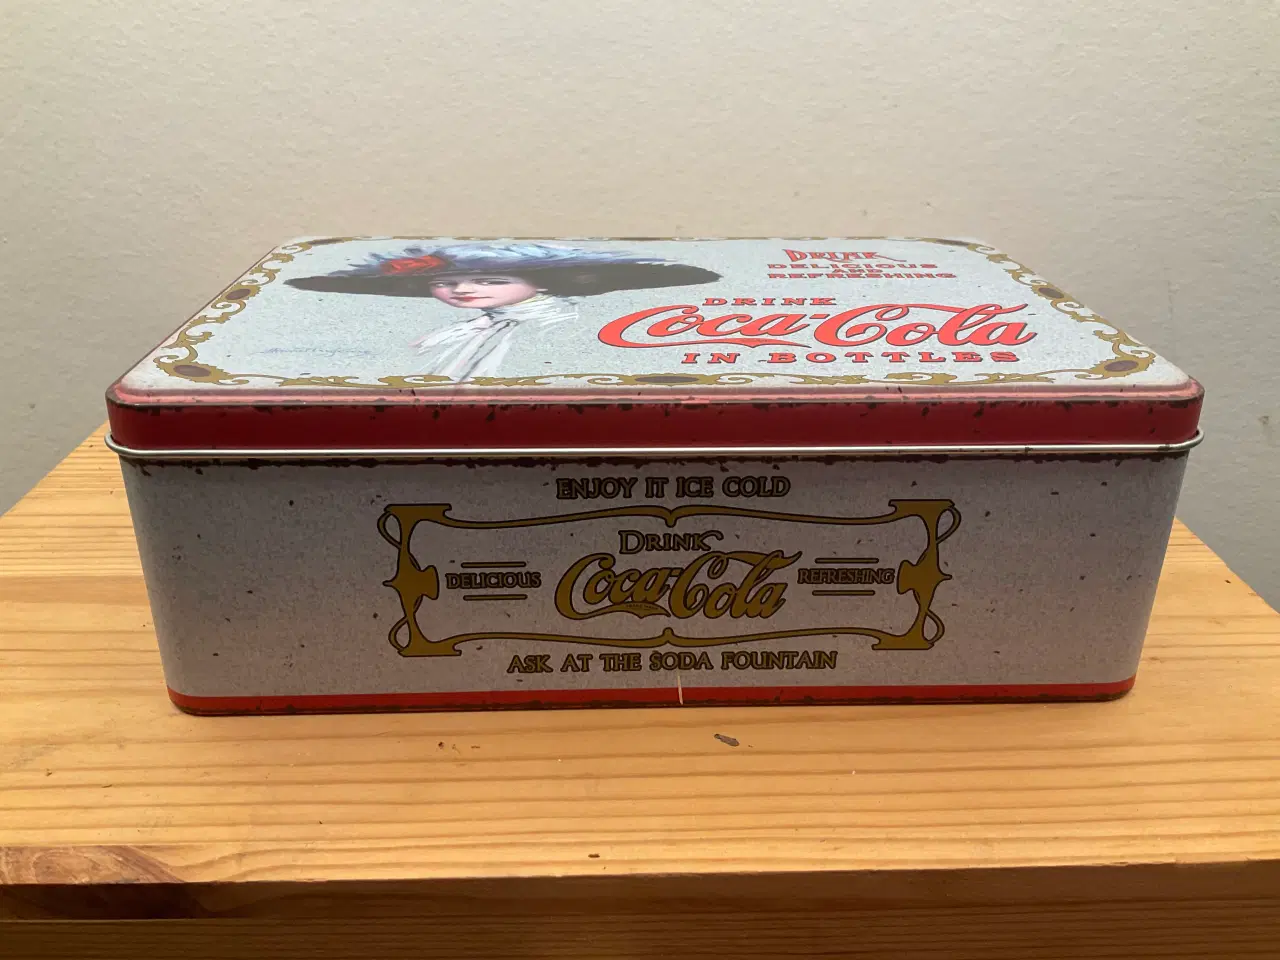 DRINK
DELICIOUS
AND
REFRESHING
DRINK
Coca-Cola
IN BOTTLES
ENJOY IT ICE COLD
DRINK
DELICIOUS Coca-Cola REFRESHING
ASK AT THE SODA FOUNTAIN